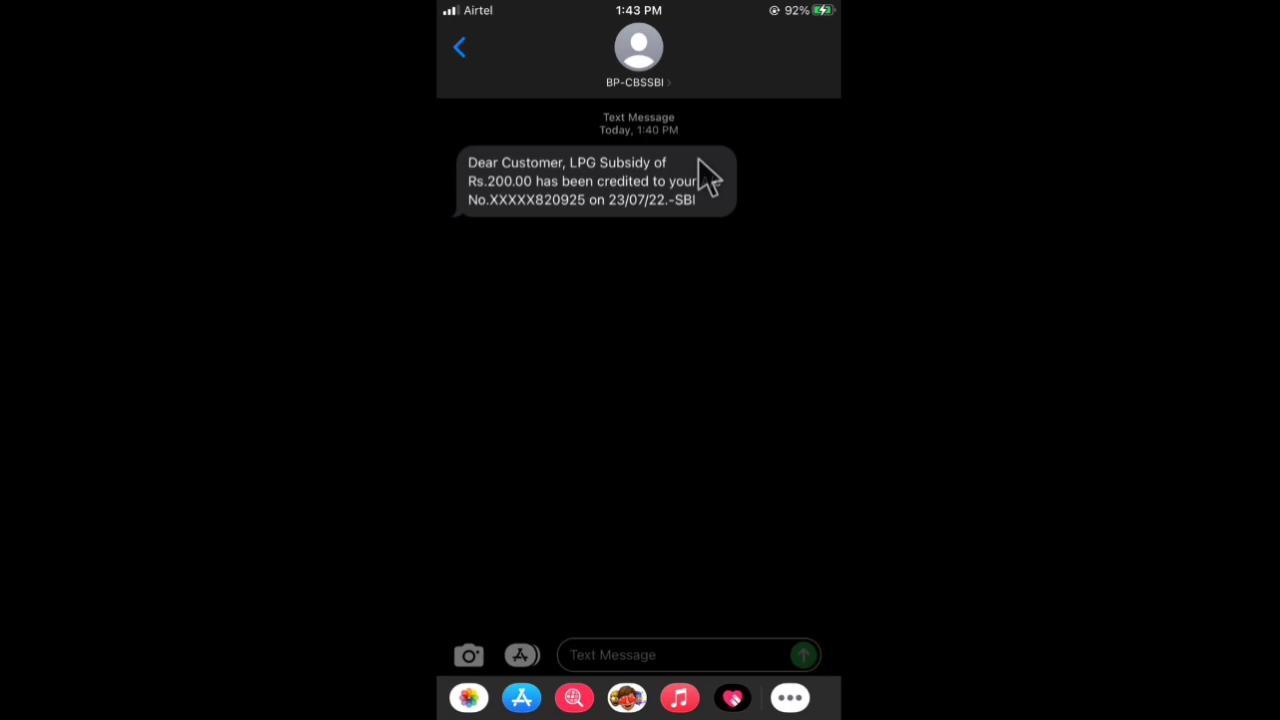 Airtel
1:43 PM
92%
BP-CBSSBI
Text Message
Today, 1:40 PM
Dear Customer, LPG Subsidy of
Rs.200.00 has been credited to your
No.XXXXX820925 on 23/07/22.-SBI
Text Message